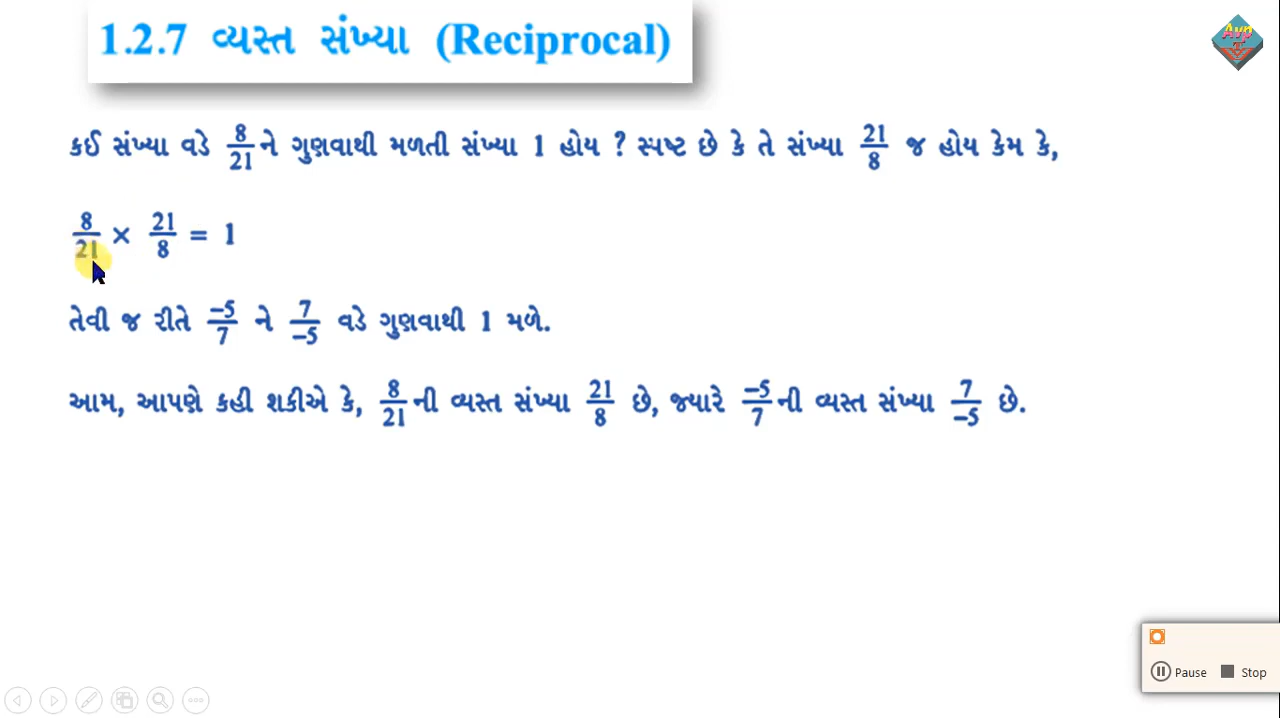 1.2.7 વ્યસ્ત સંખ્યા (Reciprocal)
Avp
કઈ સંખ્યા વડે 8/21 ને ગુણવાથી મળતી સંખ્યા 1 હોય ? સ્પષ્ટ છે કે તે સંખ્યા 21/8 જ હોય કેમ કે,
8/21 × 21/8 = 1
તેવી જ રીતે −5/7 ને 7/−5 વડે ગુણવાથી 1 મળે.
આમ, આપણે કહી શકીએ કે, 8/21 ની વ્યસ્ત સંખ્યા 21/8 છે, જ્યારે −5/7 ની વ્યસ્ત સંખ્યા 7/−5 છે.
Pause Stop